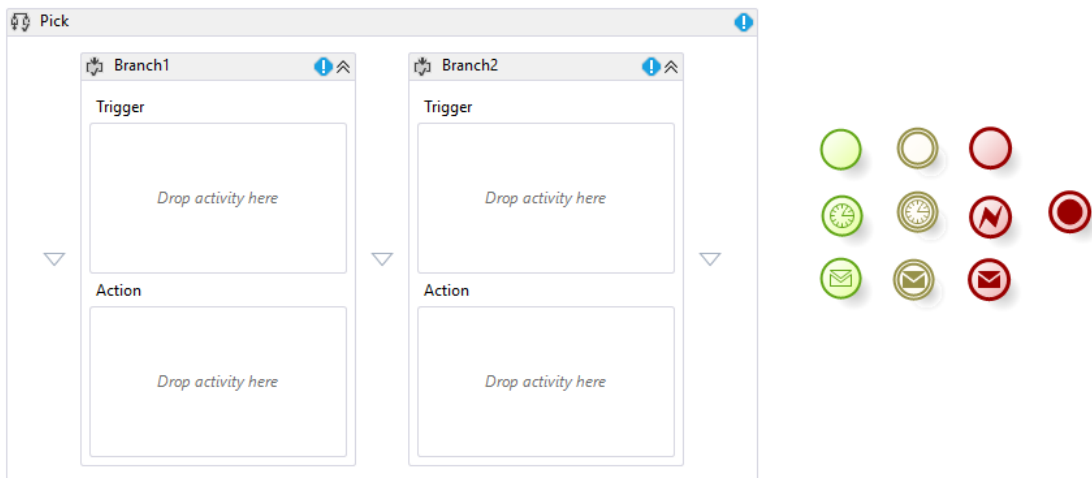 Pick
Branch1
Trigger
Drop activity here
Action
Drop activity here
Branch2
Trigger
Drop activity here
Action
Drop activity here